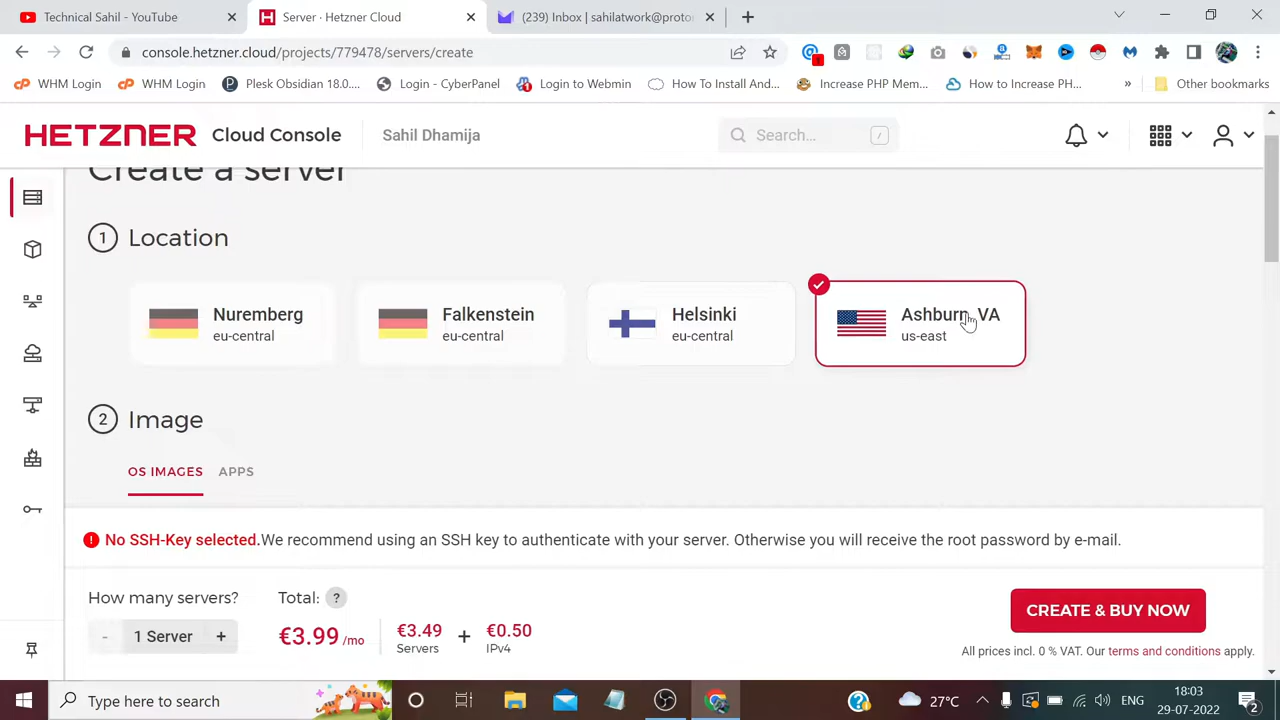 Technical Sahil - YouTube
Server · Hetzner Cloud
(239) Inbox | sahilatwork@proto
console.hetzner.cloud/projects/779478/servers/create
WHM Login
WHM Login
Plesk Obsidian 18.0....
Login - CyberPanel
Login to Webmin
How To Install And...
Increase PHP Mem...
How to Increase PH...
»
Other bookmarks
HETZNER
Cloud Console
Sahil Dhamija
Search...
/
Create a server
1 Location
Nuremberg
eu-central
Falkenstein
eu-central
Helsinki
eu-central
Ashburn, VA
us-east
2 Image
OS IMAGES
APPS
No SSH-Key selected.We recommend using an SSH key to authenticate with your server. Otherwise you will receive the root password by e-mail.
How many servers?
- 1 Server +
Total: ?
€3.99 /mo
€3.49
Servers
+
€0.50
IPv4
CREATE & BUY NOW
All prices incl. 0 % VAT. Our terms and conditions apply.
Type here to search
27°C
ENG
18:03
29-07-2022
2